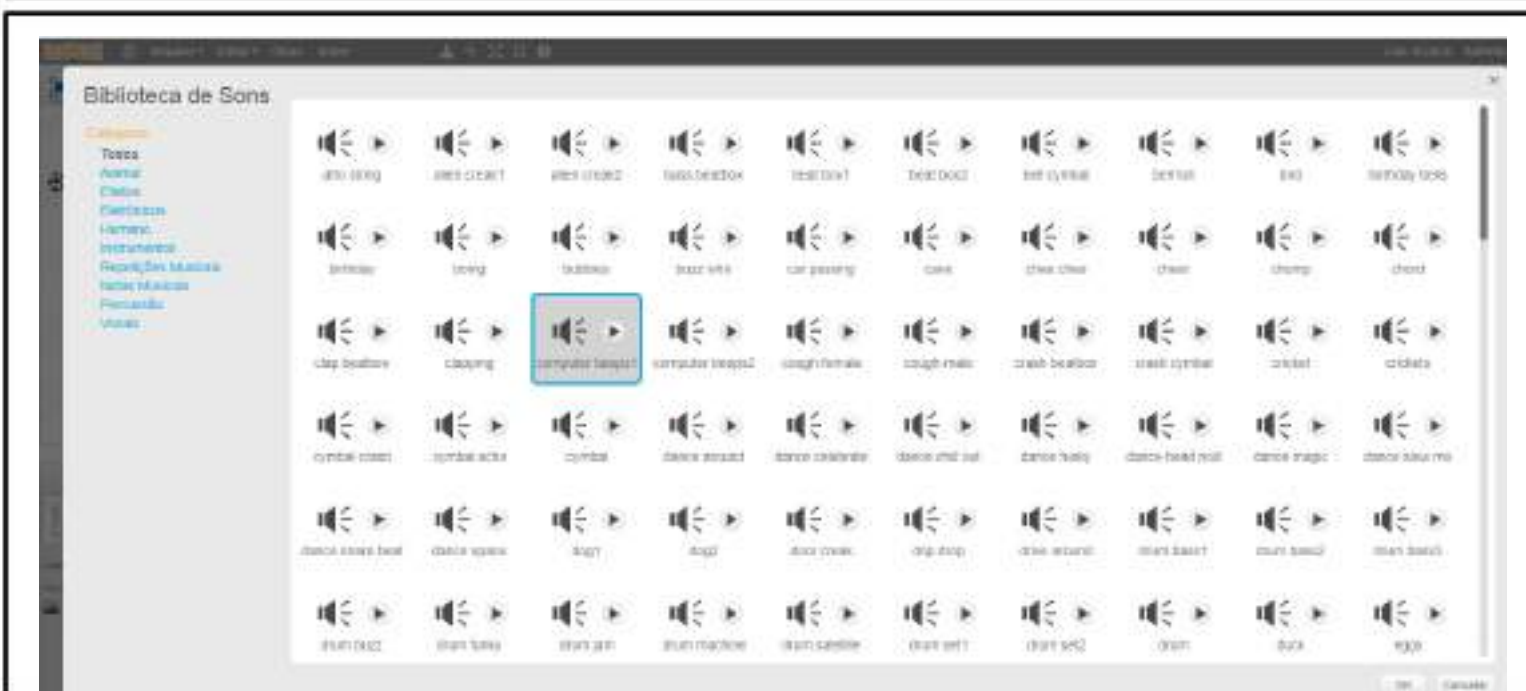 Biblioteca de Sons
Todos
Animal
Efeitos
Eletrônicos
Humano
Instrumentos
Repetições Musicais
Notas Musicais
Percussão
Vocais
alien creak1 alien creak2 bass beatbox beat box1 beat box2 bell cymbal bell toll bird birthday bells
birthday boing bubbles buzz whir car passing cave chee chee cheer chomp chord
clap beatbox clapping computer beeps1 computer beeps2 cough-female cough-male crash beatbox crash cymbal cricket crickets
cymbal crash cymbal echo cymbal dance around dance celebrate dance chill out dance funky dance head nod dance magic dance slow mo
dance snare beat dance space dog1 dog2 door creak drip drop drive around drum bass1 drum bass2 drum bass3
drum buzz drum funky drum jam drum machine drum satellite drum set1 drum set2 drum duck eggs
OK Cancelar